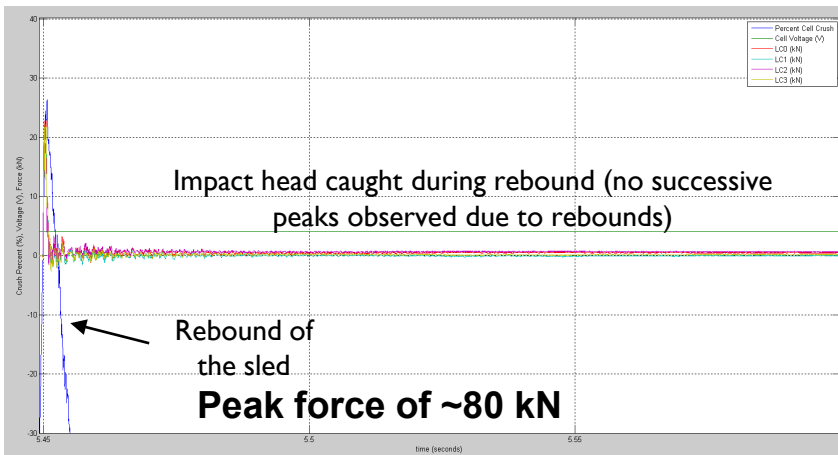 40
30
20
10
0
-10
-20
-30
5.45
5.5
5.55
time (seconds)
Crush Percent (%), Voltage (V), Force (kN)
Percent Cell Crush
Cell Voltage (V)
LC0 (kN)
LC1 (kN)
LC2 (kN)
LC3 (kN)
Impact head caught during rebound (no successive
peaks observed due to rebounds)
Rebound of
the sled
Peak force of ~80 kN